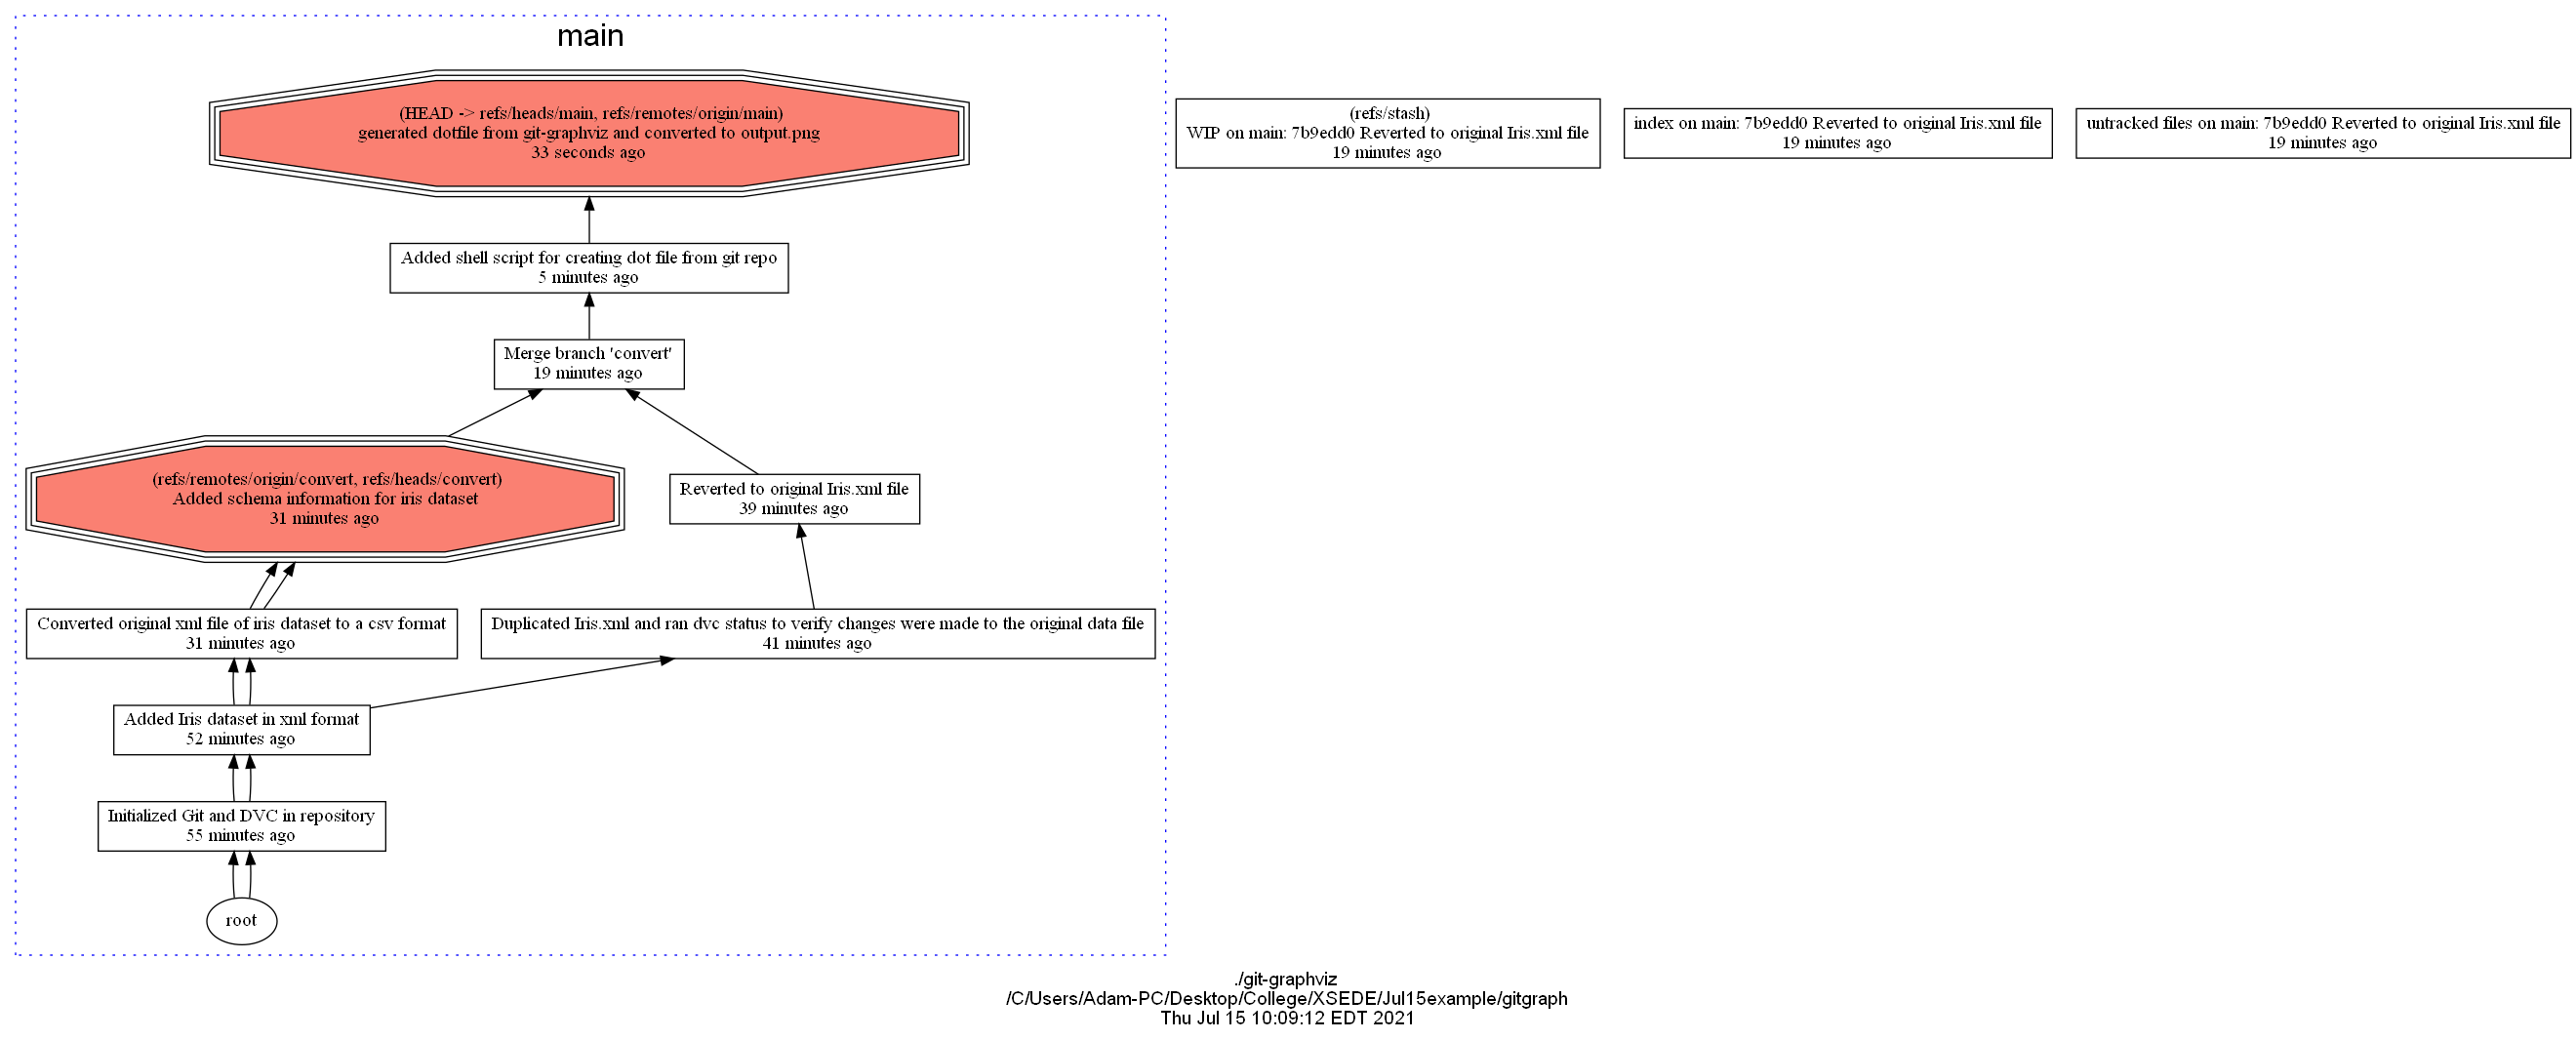 main
(HEAD -> refs/heads/main, refs/remotes/origin/main)
generated dotfile from git-graphviz and converted to output.png
33 seconds ago
(refs/stash)
WIP on main: 7b9edd0 Reverted to original Iris.xml file
19 minutes ago
index on main: 7b9edd0 Reverted to original Iris.xml file
19 minutes ago
untracked files on main: 7b9edd0 Reverted to original Iris.xml file
19 minutes ago
Added shell script for creating dot file from git repo
5 minutes ago
Merge branch 'convert'
19 minutes ago
(refs/remotes/origin/convert, refs/heads/convert)
Added schema information for iris dataset
31 minutes ago
Reverted to original Iris.xml file
39 minutes ago
Converted original xml file of iris dataset to a csv format
31 minutes ago
Duplicated Iris.xml and ran dvc status to verify changes were made to the original data file
41 minutes ago
Added Iris dataset in xml format
52 minutes ago
Initialized Git and DVC in repository
55 minutes ago
root
./git-graphviz
/C/Users/Adam-PC/Desktop/College/XSEDE/Jul15example/gitgraph
Thu Jul 15 10:09:12 EDT 2021